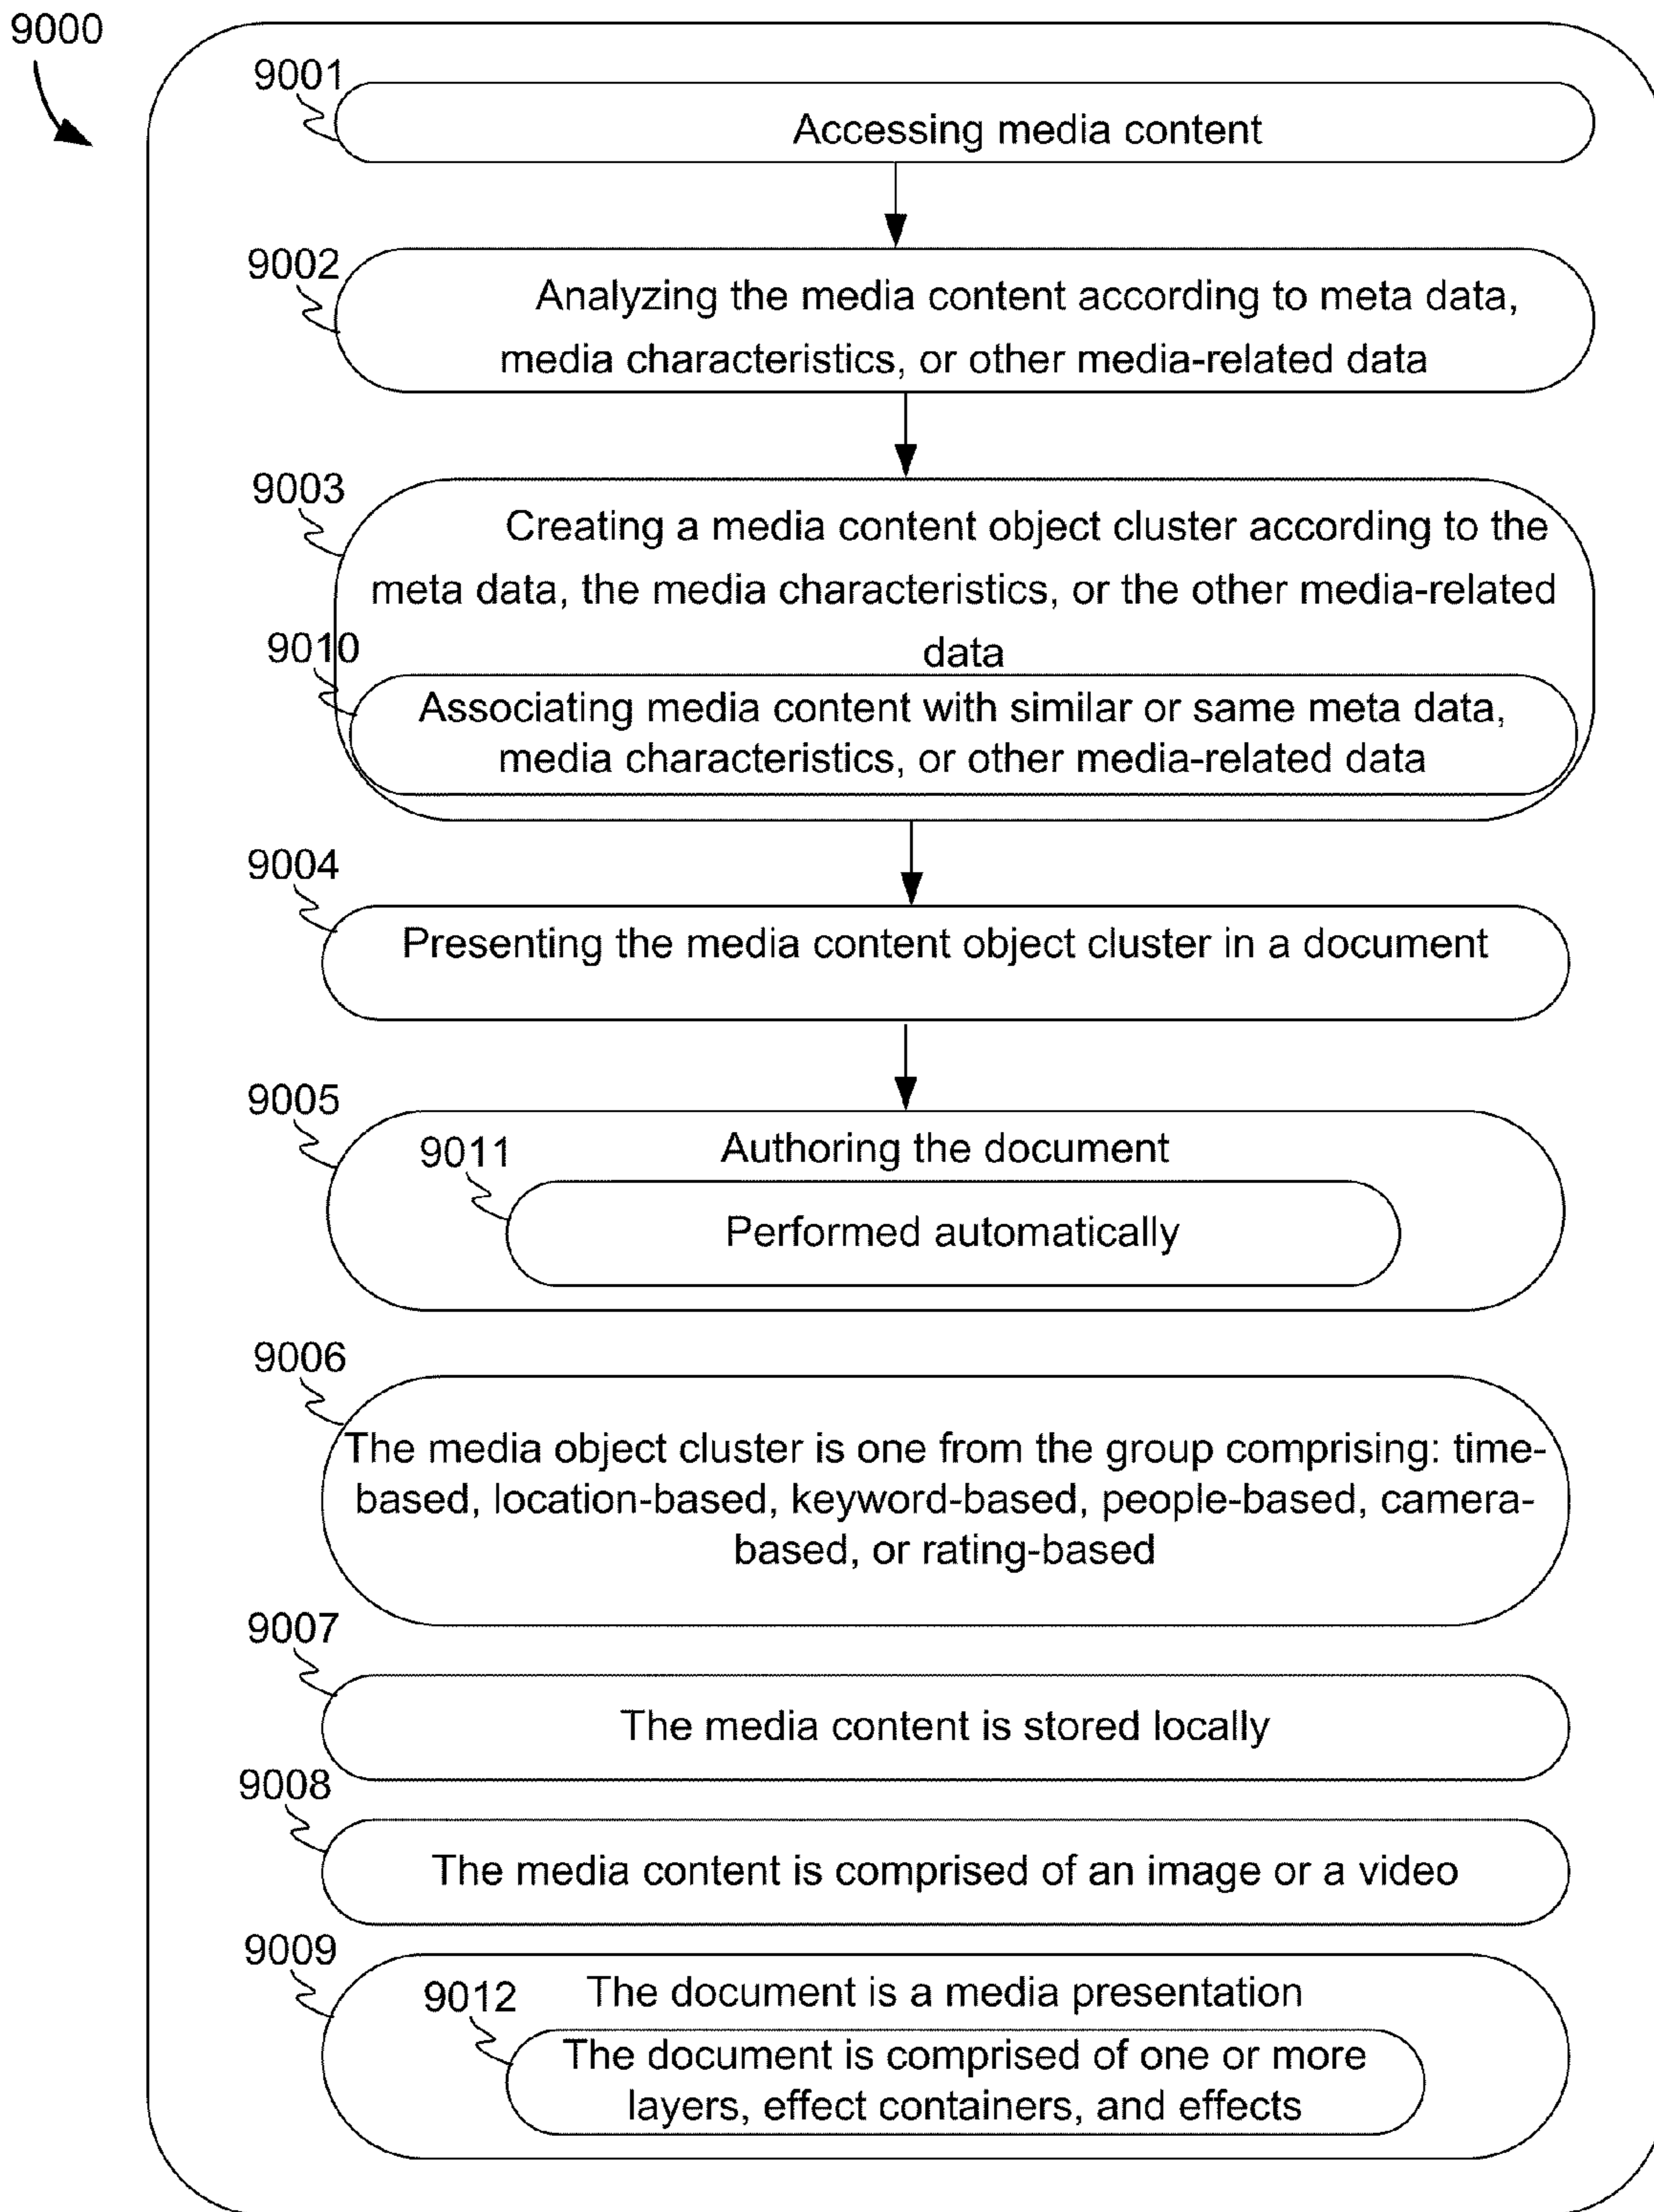 9000
9001
Accessing media content
9002
Analyzing the media content according to meta data,
media characteristics, or other media-related data
9003
Creating a media content object cluster according to the
meta data, the media characteristics, or the other media-related
data
9010
Associating media content with similar or same meta data,
media characteristics, or other media-related data
9004
Presenting the media content object cluster in a document
9005
Authoring the document
9011
Performed automatically
9006
The media object cluster is one from the group comprising: time-
based, location-based, keyword-based, people-based, camera-
based, or rating-based
9007
The media content is stored locally
9008
The media content is comprised of an image or a video
9009
The document is a media presentation
9012
The document is comprised of one or more
layers, effect containers, and effects